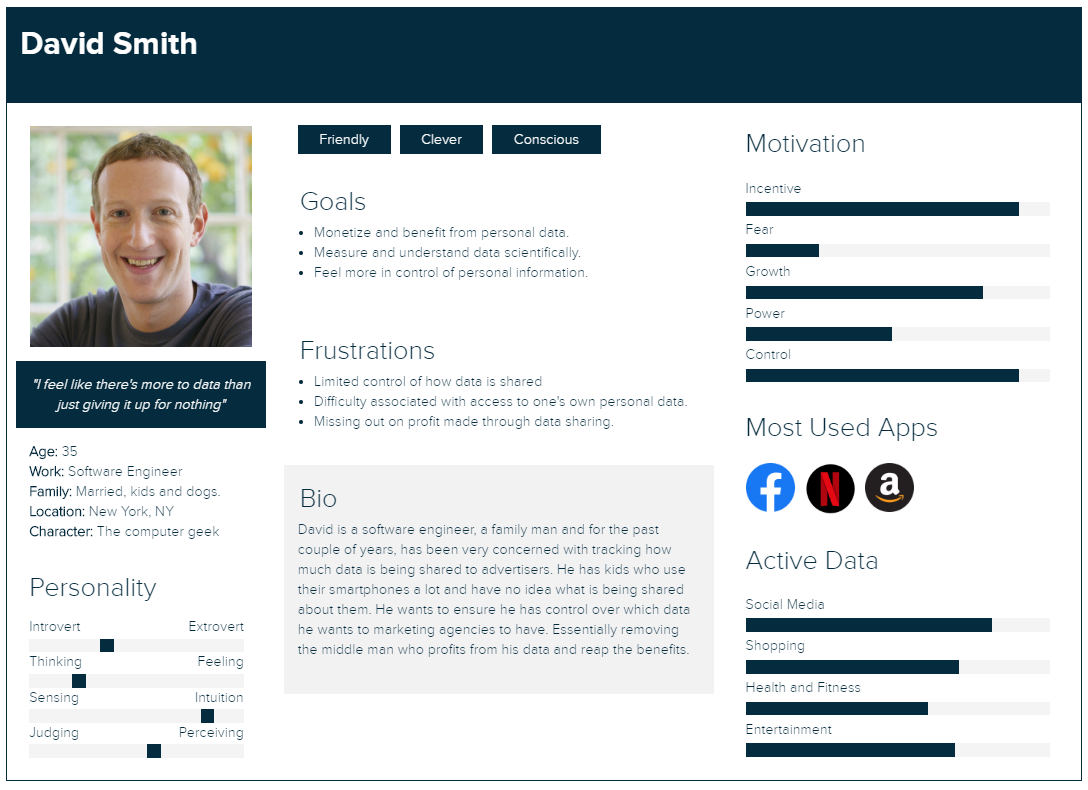 David Smith
"I feel like there's more to data than
just giving it up for nothing"
Age: 35
Work: Software Engineer
Family: Married, kids and dogs.
Location: New York, NY
Character: The computer geek
Personality
Introvert Extrovert
Thinking Feeling
Sensing Intuition
Judging Perceiving
Friendly Clever Conscious
Goals
Monetize and benefit from personal data.
Measure and understand data scientifically.
Feel more in control of personal information.
Frustrations
Limited control of how data is shared
Difficulty associated with access to one's own personal data.
Missing out on profit made through data sharing.
Bio
David is a software engineer, a family man and for the past
couple of years, has been very concerned with tracking how
much data is being shared to advertisers. He has kids who use
their smartphones a lot and have no idea what is being shared
about them. He wants to ensure he has control over which data
he wants to marketing agencies to have. Essentially removing
the middle man who profits from his data and reap the benefits.
Motivation
Incentive
Fear
Growth
Power
Control
Most Used Apps
f N a
Active Data
Social Media
Shopping
Health and Fitness
Entertainment